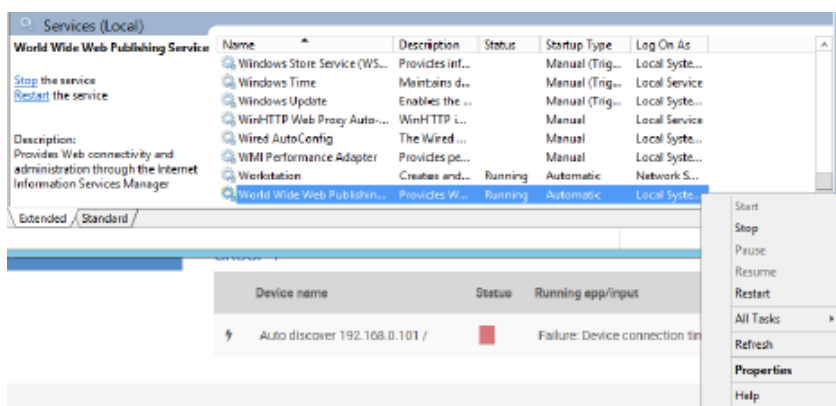 Services (Local)
World Wide Web Publishing Service
Stop the service
Restart the service
Description:
Provides Web connectivity and
administration through the Internet
Information Services Manager
Name Description Status Startup Type Log On As
Windows Store Service (WS... Provides inf... Manual (Trig... Local Syste...
Windows Time Maintains d... Manual (Trig... Local Service
Windows Update Enables the ... Manual (Trig... Local Syste...
WinHTTP Web Proxy Auto-... WinHTTP i... Manual Local Service
Wired AutoConfig The Wired ... Manual Local Syste...
WMI Performance Adapter Provides pe... Manual Local Syste...
Workstation Creates and... Running Automatic Network S...
World Wide Web Publishin... Provides W... Running Automatic Local Syste...
Extended Standard
Start
Stop
Pause
Resume
Restart
All Tasks
Refresh
Properties
Help
Device name Status Running app/input
Auto discover 192.168.0.101 / Failure: Device connection tim